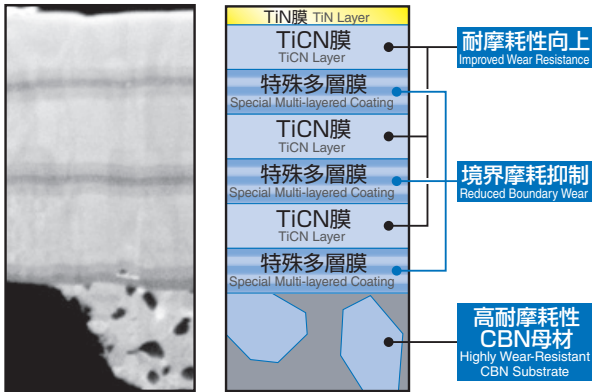 TiN膜 TiN Layer
TiCN膜
TiCN Layer
特殊多層膜
Special Multi-layered Coating
TiCN膜
TiCN Layer
特殊多層膜
Special Multi-layered Coating
TiCN膜
TiCN Layer
特殊多層膜
Special Multi-layered Coating
耐摩耗性向上
Improved Wear Resistance
境界摩耗抑制
Reduced Boundary Wear
高耐摩耗性
CBN母材
Highly Wear-Resistant
CBN Substrate